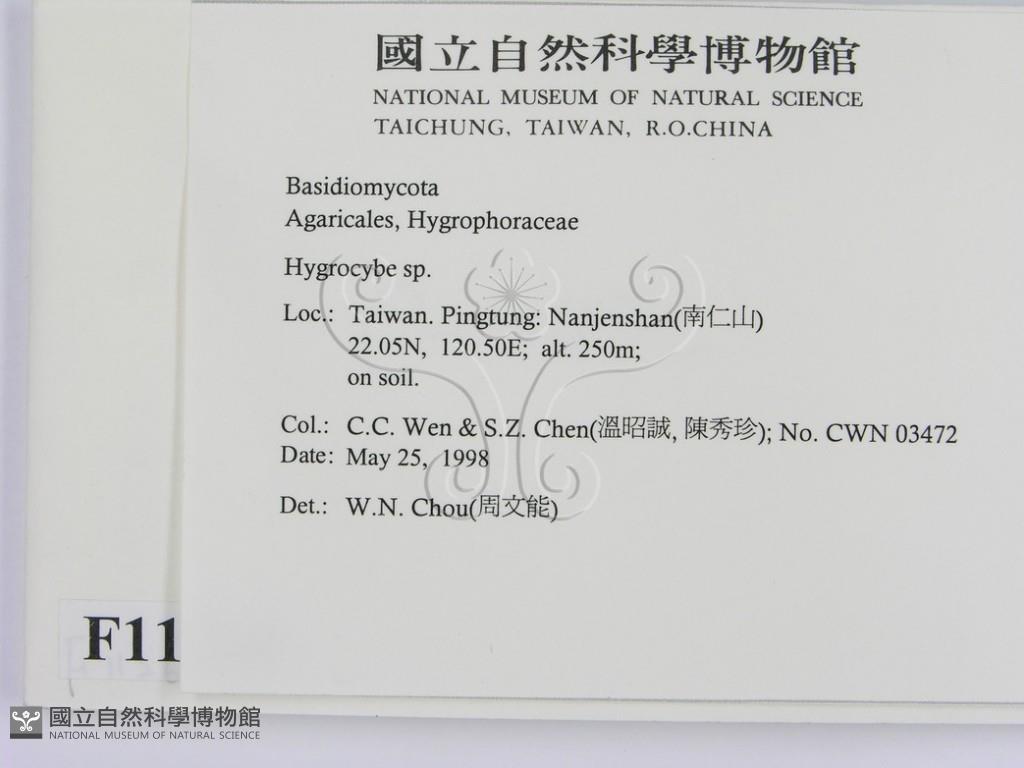 國立自然科學博物館
NATIONAL MUSEUM OF NATURAL SCIENCE
TAICHUNG, TAIWAN, R.O.CHINA
Basidiomycota
Agaricales, Hygrophoraceae
Hygrocybe sp.
Loc.: Taiwan. Pingtung: Nanjenshan(南仁山)
22.05N, 120.50E; alt. 250m;
on soil.
Col.: C.C. Wen & S.Z. Chen(溫昭誠, 陳秀珍); No. CWN 03472
Date: May 25, 1998
Det.: W.N. Chou(周文能)
F11
國立自然科學博物館
NATIONAL MUSEUM OF NATURAL SCIENCE